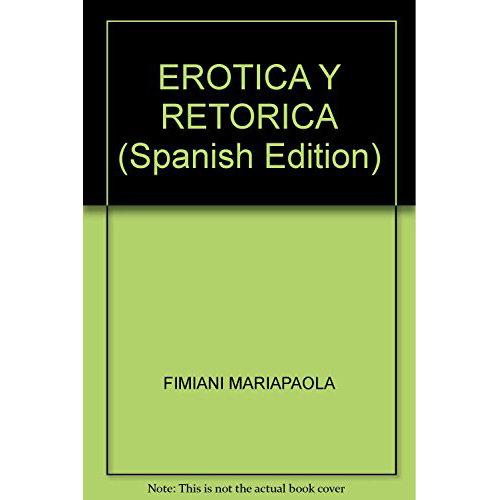 EROTICA Y
RETORICA
(Spanish Edition)
FIMIANI MARIAPAOLA
Note: This is not the actual book cover